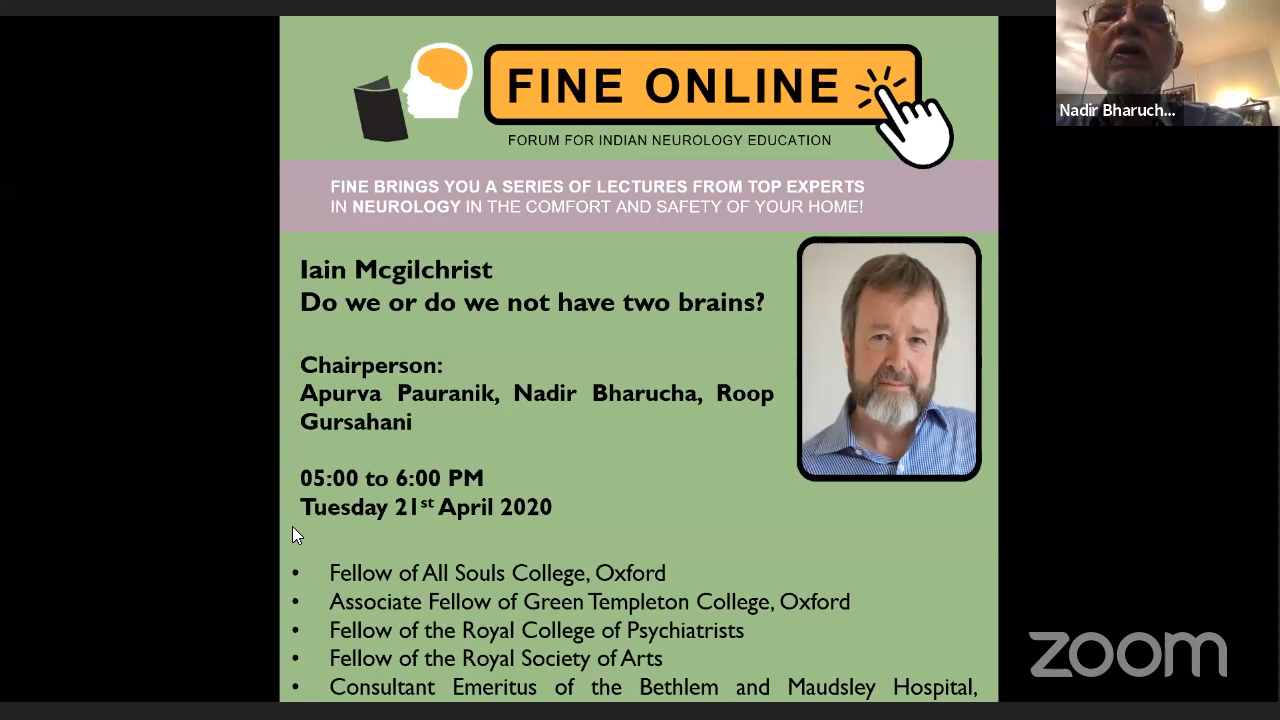 FINE ONLINE
FORUM FOR INDIAN NEUROLOGY EDUCATION
FINE BRINGS YOU A SERIES OF LECTURES FROM TOP EXPERTS
IN NEUROLOGY IN THE COMFORT AND SAFETY OF YOUR HOME!
Iain Mcgilchrist
Do we or do we not have two brains?
Chairperson:
Apurva Pauranik, Nadir Bharucha, Roop
Gursahani
05:00 to 6:00 PM
Tuesday 21st April 2020
• Fellow of All Souls College, Oxford
• Associate Fellow of Green Templeton College, Oxford
• Fellow of the Royal College of Psychiatrists
• Fellow of the Royal Society of Arts
• Consultant Emeritus of the Bethlem and Maudsley Hospital,
Nadir Bharuch...
zoom